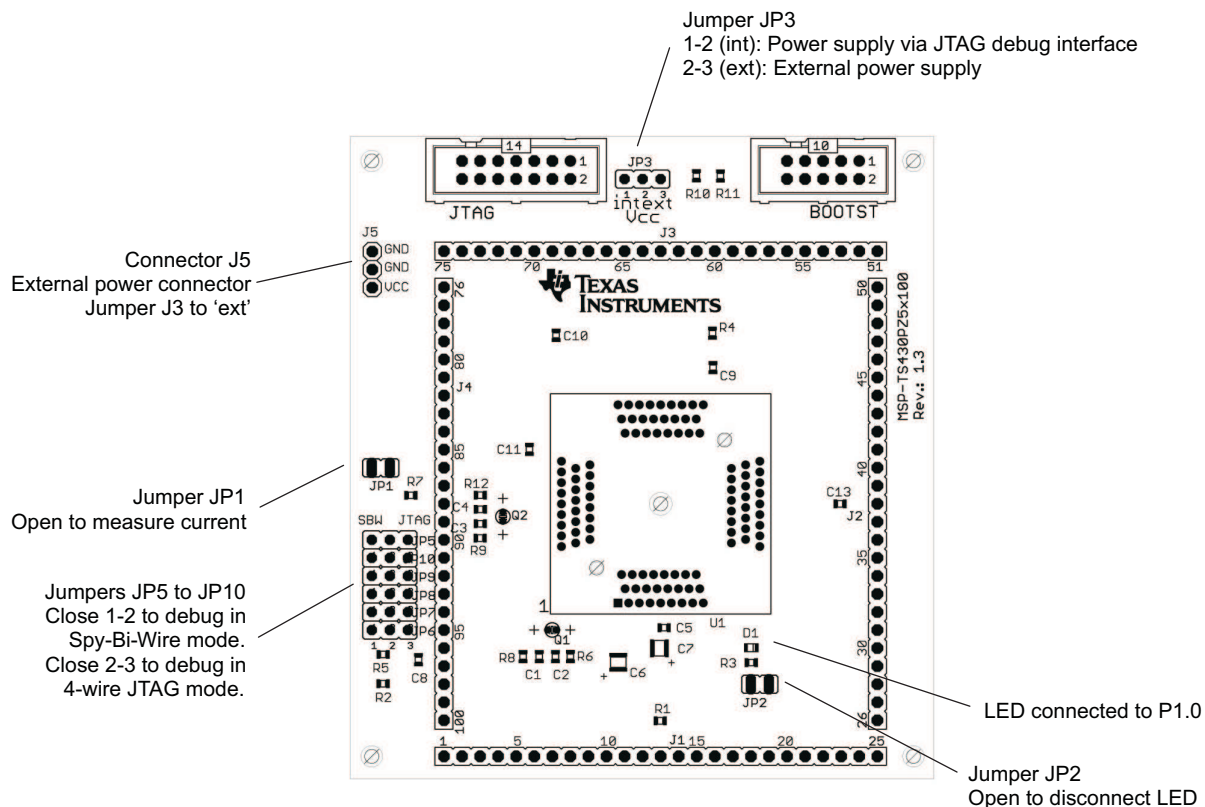 Jumper JP3
1-2 (int): Power supply via JTAG debug interface
2-3 (ext): External power supply
14
1
2
JTAG
JP3
1 2 3
int ext
Vcc
R10 R11
10
1
2
BOOTST
J5
GND
GND
VCC
Connector J5
External power connector
Jumper J3 to ‘ext’
J3
75 70 65 60 55 51
TEXAS
INSTRUMENTS
76
80
J4
85
90
95
100
50
45
40
J2
35
30
26
MSP-TS430PZ5x100
Rev.: 1.3
C10
R4
C9
C11
JP1
R7
Jumper JP1
Open to measure current
R12
C4
C3
R9
Q2
C13
SBW JTAG
JP5
JP10
JP9
JP8
JP7
JP6
1 2 3
Jumpers JP5 to JP10
Close 1-2 to debug in
Spy-Bi-Wire mode.
Close 2-3 to debug in
4-wire JTAG mode.
R5
R2
C8
1
U1
Q1
R8 C1 C2 R6
C5
C7
C6
D1
R3
JP2
R1
LED connected to P1.0
1 5 10 J1 15 20 25
Jumper JP2
Open to disconnect LED